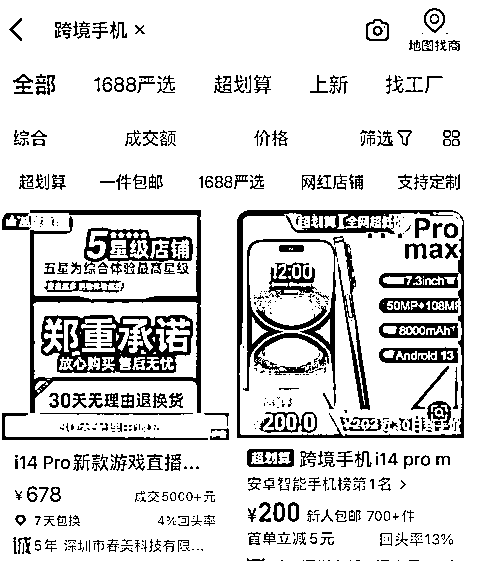 跨境手机 ×
地图找商
全部 1688严选 超划算 上新 找工厂
综合 成交额 价格 筛选
超划算 一件包邮 1688严选 网红店铺 支持定制
5星级店铺
五星为综合体验最高星级
郑重承诺
放心购买 售后无忧
30天无理由退换货
i14 Pro新款游戏直播...
¥678 成交5000+元
7天包换 4%回头率
5年 深圳市春美科技有限...
超划算
Pro
max
12:00
7.3inch
50MP+108MP
8000mAh
Android 13
200.0
超划算 跨境手机i14 pro m
安卓智能手机榜第1名 >
¥200 新人包邮 700+件
首单立减5元 回头率13%